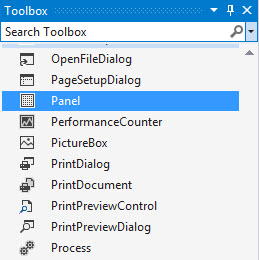 Toolbox
Search Toolbox
OpenFileDialog
PageSetupDialog
Panel
PerformanceCounter
PictureBox
PrintDialog
PrintDocument
PrintPreviewControl
PrintPreviewDialog
Process